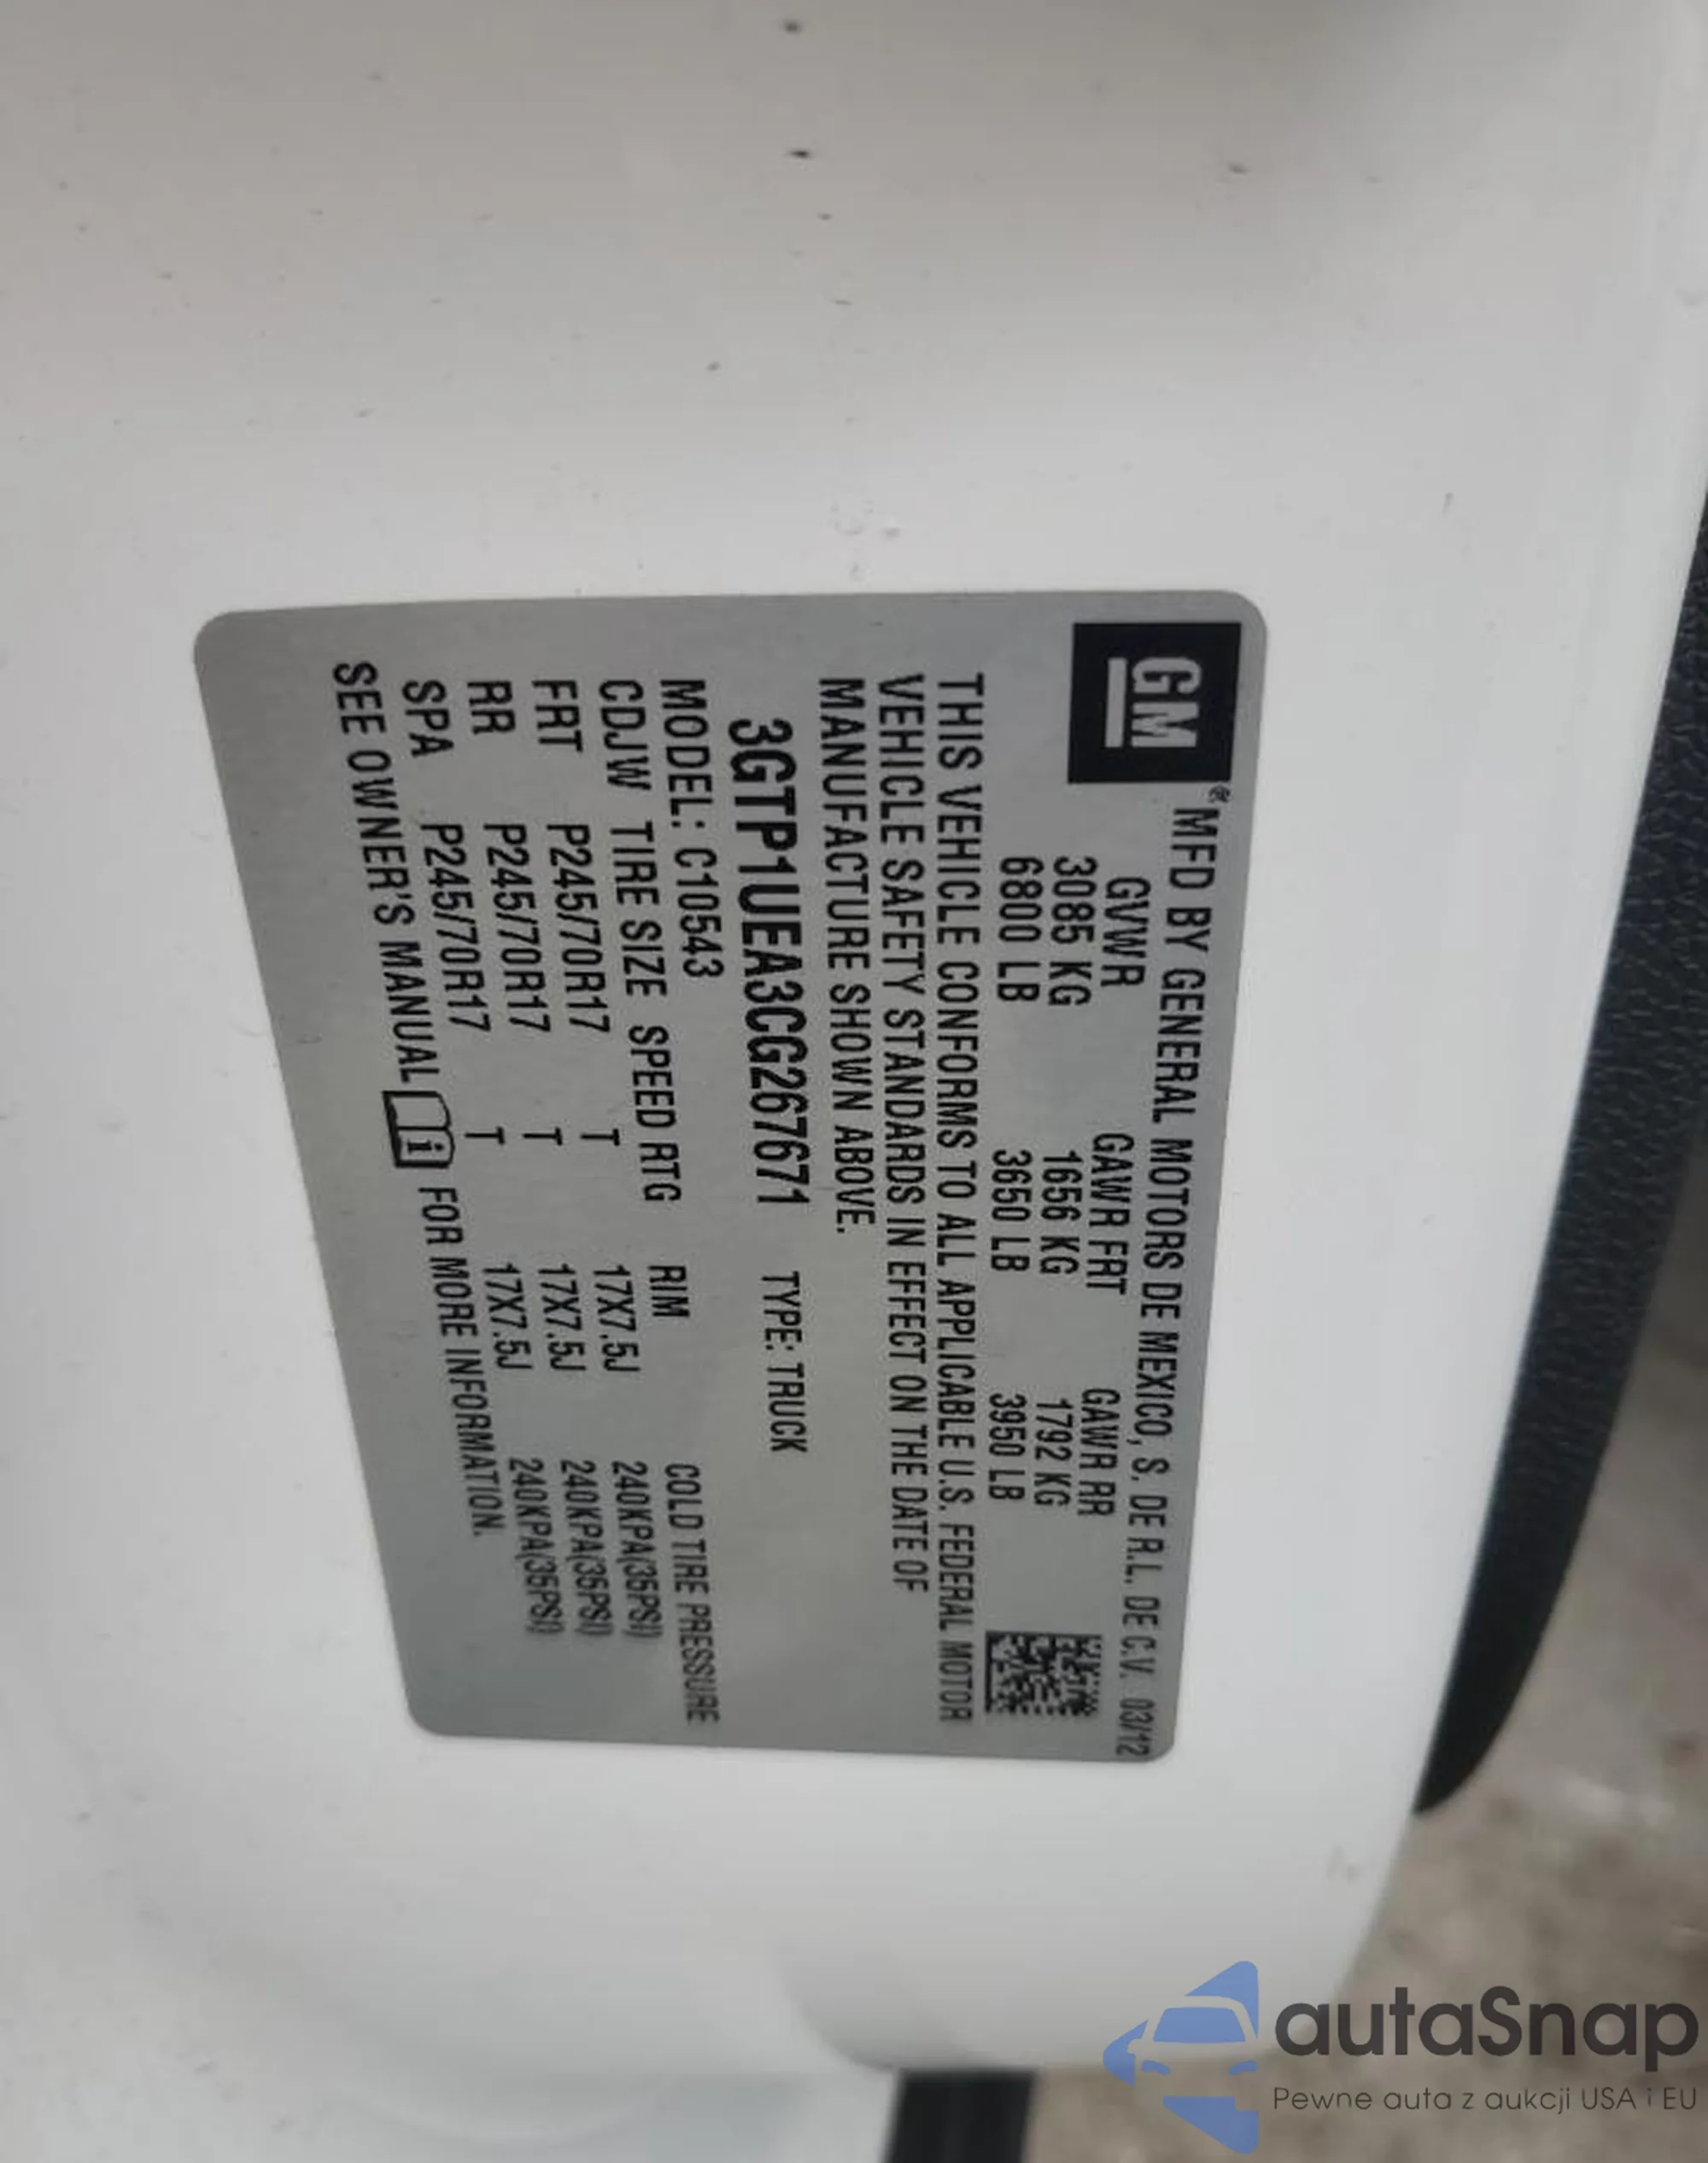 GM® MFD BY GENERAL MOTORS DE MEXICO, S. DE R.L. DE C.V. 03/12
GVWR GAWR FRT GAWR RR
3085 KG 1656 KG 1792 KG
6800 LB 3650 LB 3950 LB
THIS VEHICLE CONFORMS TO ALL APPLICABLE U.S. FEDERAL MOTOR
VEHICLE SAFETY STANDARDS IN EFFECT ON THE DATE OF
MANUFACTURE SHOWN ABOVE.
3GTP1UEA3CG267671 TYPE: TRUCK
MODEL: C10543
CDJW TIRE SIZE SPEED RTG RIM COLD TIRE PRESSURE
FRT P245/70R17 T 17X7.5J 240KPA(35PSI)
RR P245/70R17 T 17X7.5J 240KPA(35PSI)
SPA P245/70R17 T 17X7.5J 240KPA(35PSI)
SEE OWNER'S MANUAL i FOR MORE INFORMATION.
autaSnap
Pewne auta z aukcji USA i EU